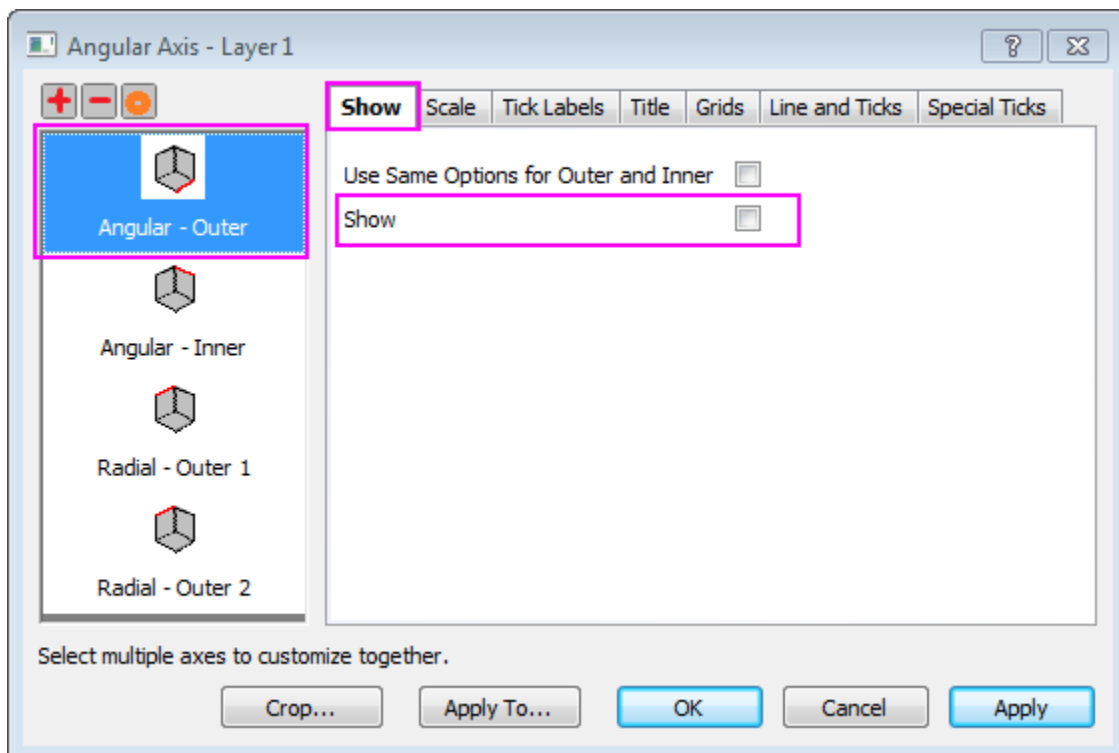 Angular Axis - Layer 1
Show Scale Tick Labels Title Grids Line and Ticks Special Ticks
Angular - Outer
Angular - Inner
Radial - Outer 1
Radial - Outer 2
Use Same Options for Outer and Inner
Show
Select multiple axes to customize together.
Crop... Apply To... OK Cancel Apply